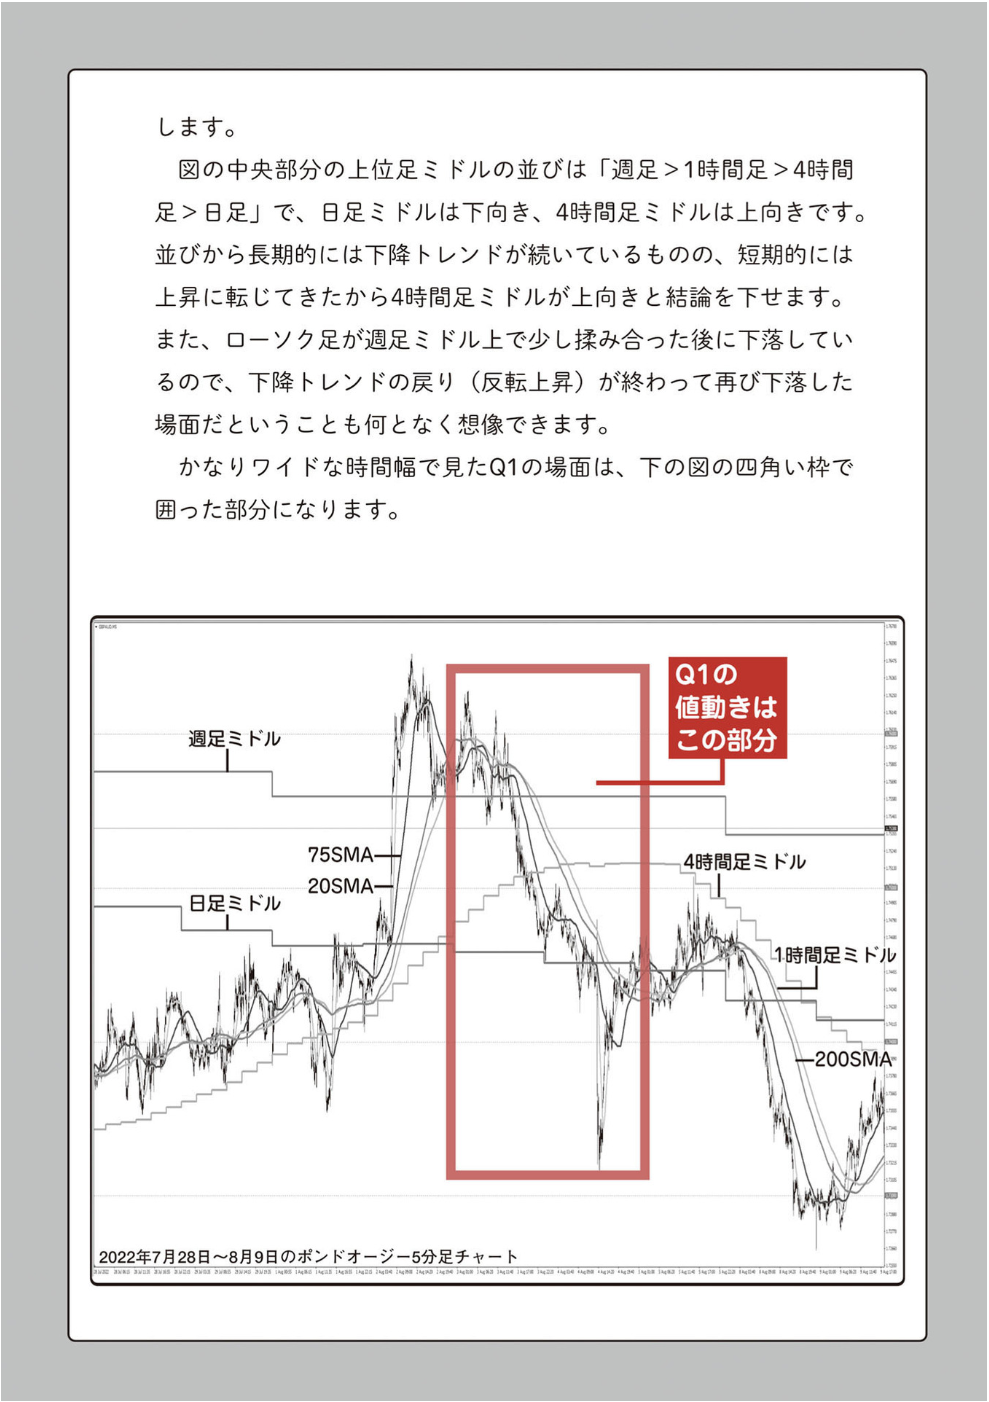 します。
　図の中央部分の上位足ミドルの並びは「週足＞1時間足＞4時間
足＞日足」で、日足ミドルは下向き、4時間足ミドルは上向きです。
並びから長期的には下降トレンドが続いているものの、短期的には
上昇に転じてきたから4時間足ミドルが上向きと結論を下せます。
また、ローソク足が週足ミドル上で少し揉み合った後に下落してい
るので、下降トレンドの戻り（反転上昇）が終わって再び下落した
場面だということも何となく想像できます。
　かなりワイドな時間幅で見たQ1の場面は、下の図の四角い枠で
囲った部分になります。
Q1の
値動きは
この部分
週足ミドル
75SMA
20SMA
4時間足ミドル
日足ミドル
1時間足ミドル
200SMA
2022年7月28日〜8月9日のポンドオージー5分足チャート